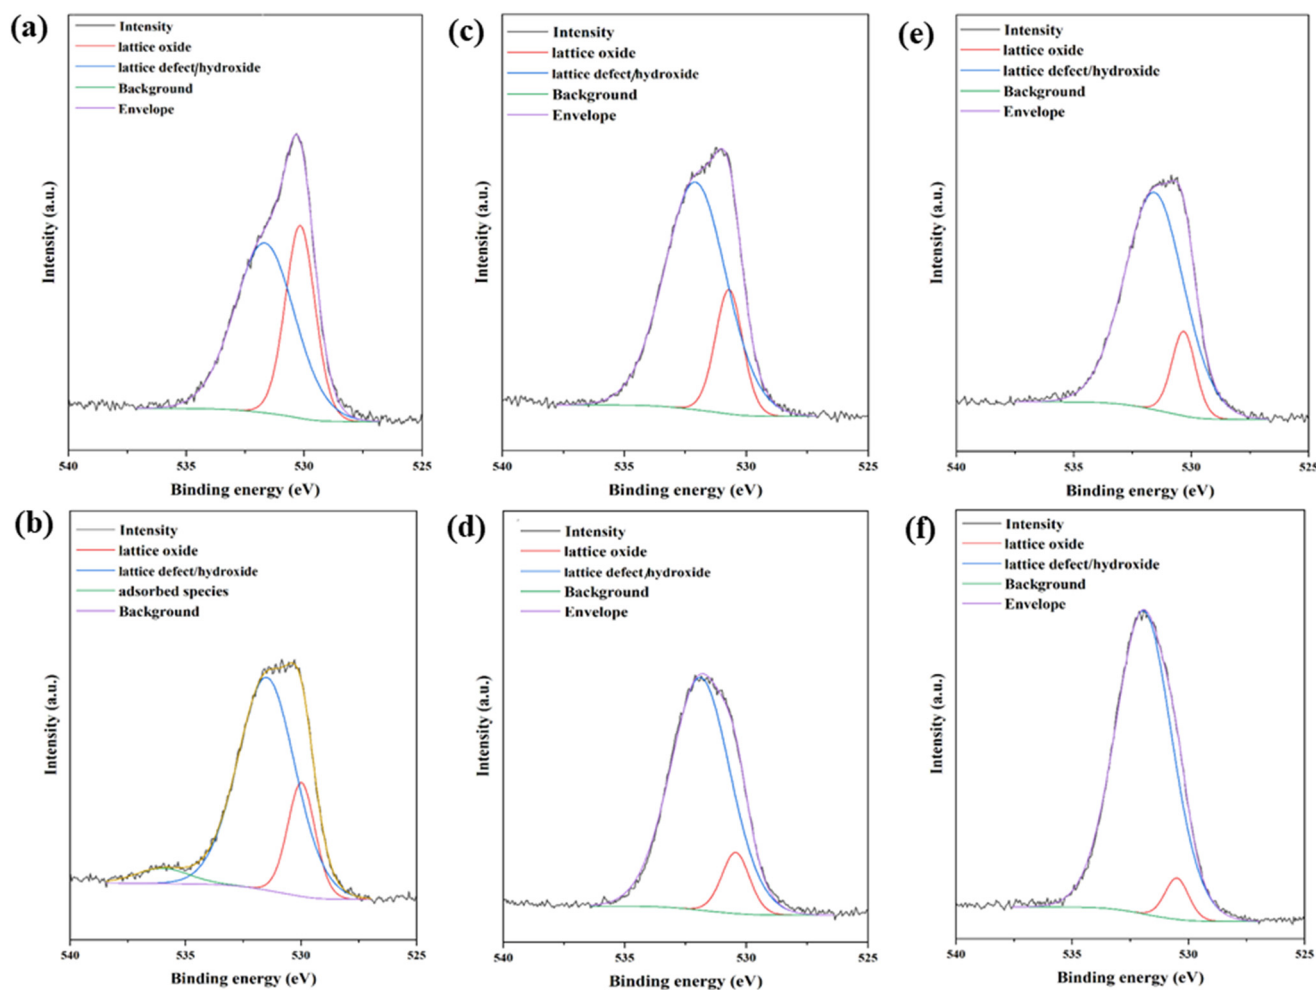 (a)
Intensity
lattice oxide
lattice defect/hydroxide
Background
Envelope
Intensity (a.u.)
540
535
530
525
Binding energy (eV)
(c)
Intensity
lattice oxide
lattice defect/hydroxide
Background
Envelope
Intensity (a.u.)
540
535
530
525
Binding energy (eV)
(e)
Intensity
lattice oxide
lattice defect/hydroxide
Background
Envelope
Intensity (a.u.)
540
535
530
525
Binding energy (eV)
(b)
Intensity
lattice oxide
lattice defect/hydroxide
adsorbed species
Background
Intensity (a.u.)
540
535
530
525
Binding energy (eV)
(d)
Intensity
lattice oxide
lattice defect/hydroxide
Background
Envelope
Intensity (a.u.)
540
535
530
525
Binding energy (eV)
(f)
Intensity
lattice oxide
lattice defect/hydroxide
Background
Envelope
Intensity (a.u.)
540
535
530
525
Binding energy (eV)